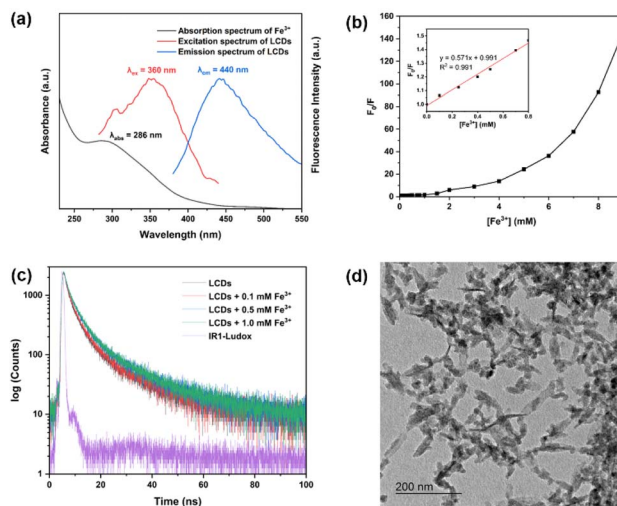 (a)
Absorption spectrum of Fe³⁺
Excitation spectrum of LCDs
Emission spectrum of LCDs
λex = 360 nm
λem = 440 nm
λabs = 286 nm
Absorbance (a.u.)
Fluorescence Intensity (a.u.)
250 300 350 400 450 500 550
Wavelength (nm)
(b)
160
140
120
100
80
60
40
20
0
F₀/F
0 2 4 6 8
[Fe³⁺] (mM)
1.5
1.4
1.3
1.2
1.1
1.0
0.9
F₀/F
y = 0.571x + 0.991
R² = 0.991
0.0 0.2 0.4 0.6 0.8
[Fe³⁺] (mM)
(c)
LCDs
LCDs + 0.1 mM Fe³⁺
LCDs + 0.5 mM Fe³⁺
LCDs + 1.0 mM Fe³⁺
IR1-Ludox
1000
100
10
1
log (Counts)
0 20 40 60 80 100
Time (ns)
(d)
200 nm